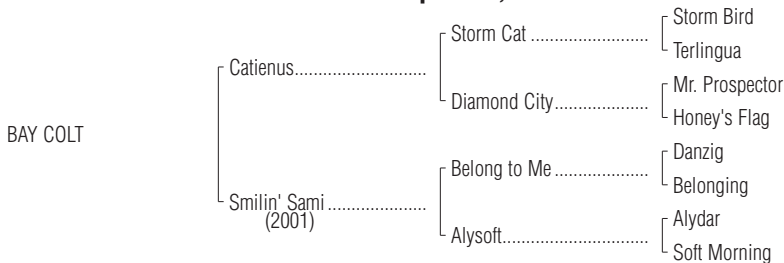 Storm Bird
Storm Cat ........................
Terlingua
Catienus...........................
Mr. Prospector
Diamond City...................
Honey's Flag
BAY COLT
Danzig
Belong to Me ...................
Belonging
Smilin' Sami ....................
(2001)
Alydar
Alysoft..............................
Soft Morning